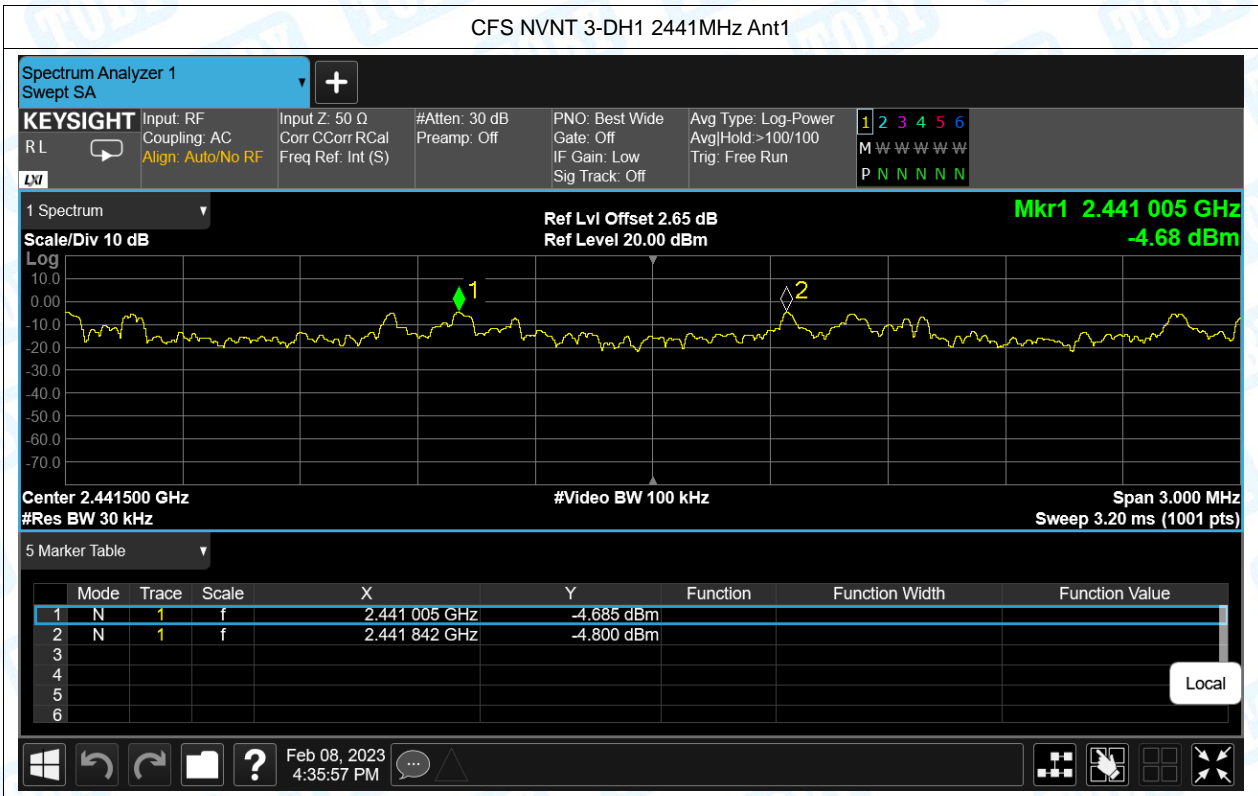 CFS NVNT 3-DH1 2441MHz Ant1
Spectrum Analyzer 1
Swept SA
KEYSIGHT
R L
LXI
Input: RF
Coupling: AC
Align: Auto/No RF
Input Z: 50 Ω
Corr CCorr RCal
Freq Ref: Int (S)
#Atten: 30 dB
Preamp: Off
PNO: Best Wide
Gate: Off
IF Gain: Low
Sig Track: Off
Avg Type: Log-Power
Avg|Hold:>100/100
Trig: Free Run
1 2 3 4 5 6
M W W W W W
P N N N N N
1 Spectrum
Scale/Div 10 dB
Ref Lvl Offset 2.65 dB
Ref Level 20.00 dBm
Mkr1 2.441 005 GHz
-4.68 dBm
Log
10.0
0.00
-10.0
-20.0
-30.0
-40.0
-50.0
-60.0
-70.0
1
2
Center 2.441500 GHz
#Video BW 100 kHz
Span 3.000 MHz
#Res BW 30 kHz
Sweep 3.20 ms (1001 pts)
5 Marker Table
Mode Trace Scale X Y Function Function Width Function Value
1 N 1 f 2.441 005 GHz -4.685 dBm
2 N 1 f 2.441 842 GHz -4.800 dBm
3
4
5
6
Local
?
Feb 08, 2023
4:35:57 PM
TOBY